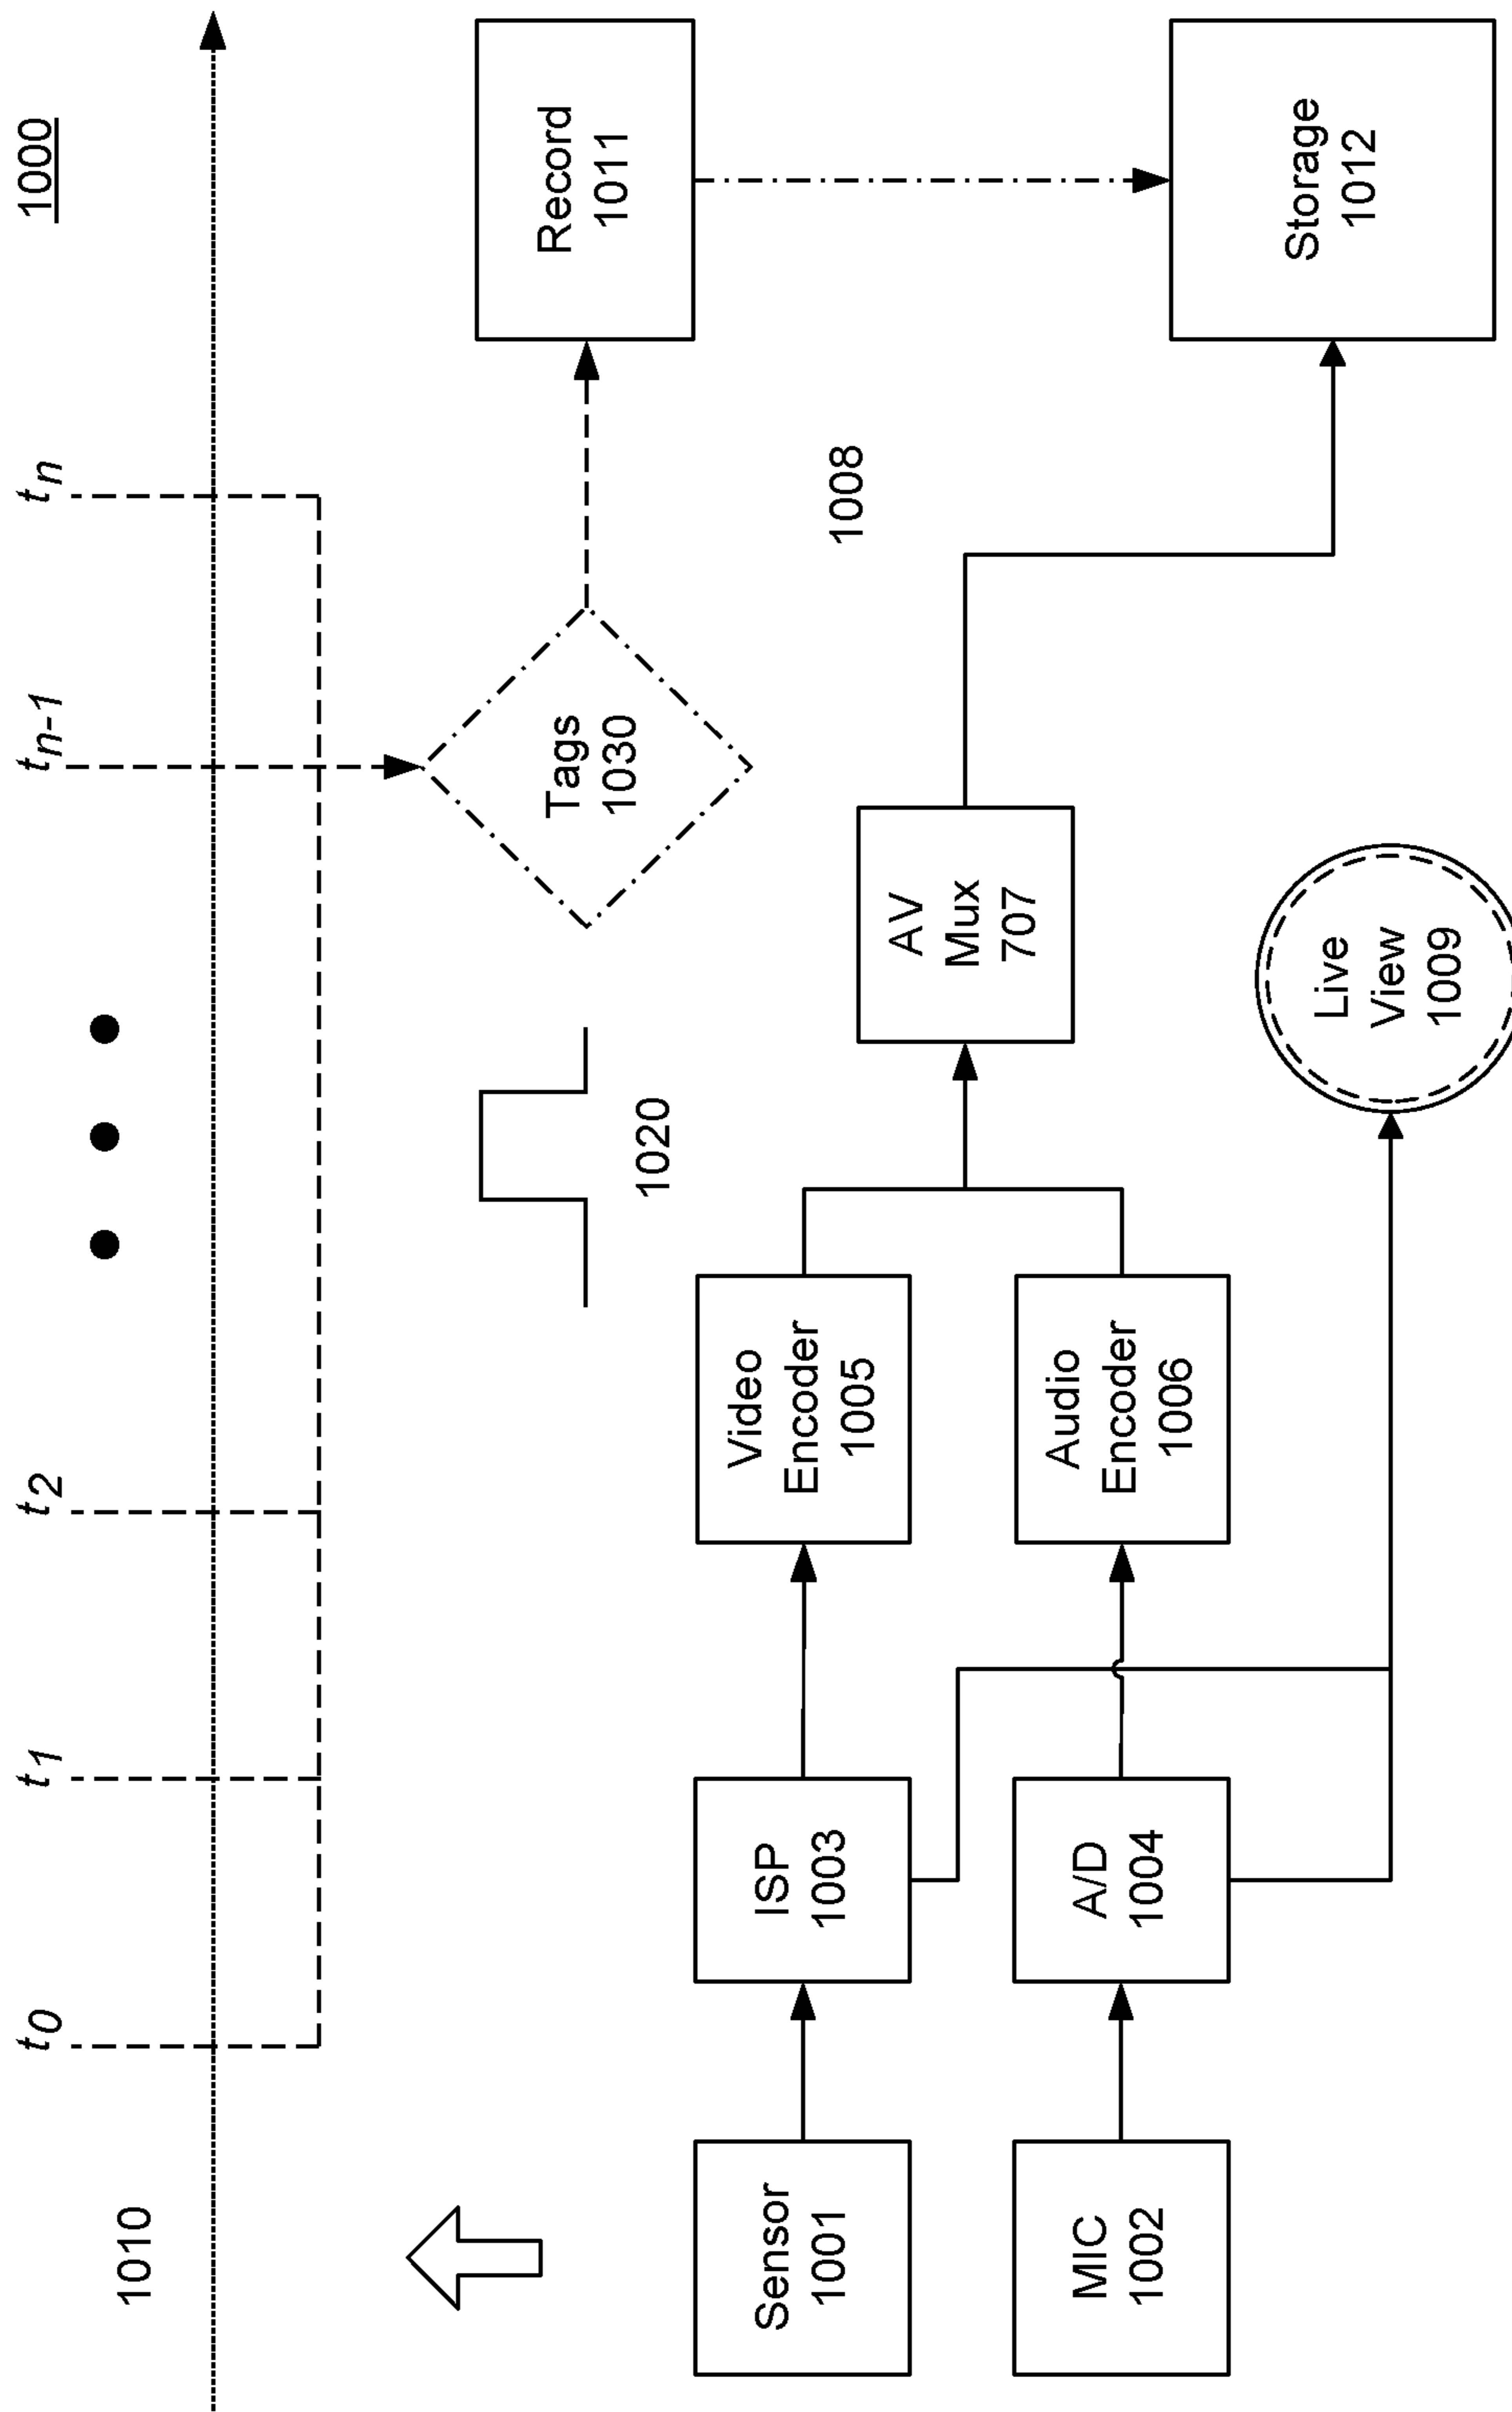 1000
t0
t1
t2
tn-1
tn
1010
1020
Tags
1030
Record
1011
Sensor
1001
ISP
1003
Video
Encoder
1005
AV
Mux
707
1008
MIC
1002
A/D
1004
Audio
Encoder
1006
Live
View
1009
Storage
1012